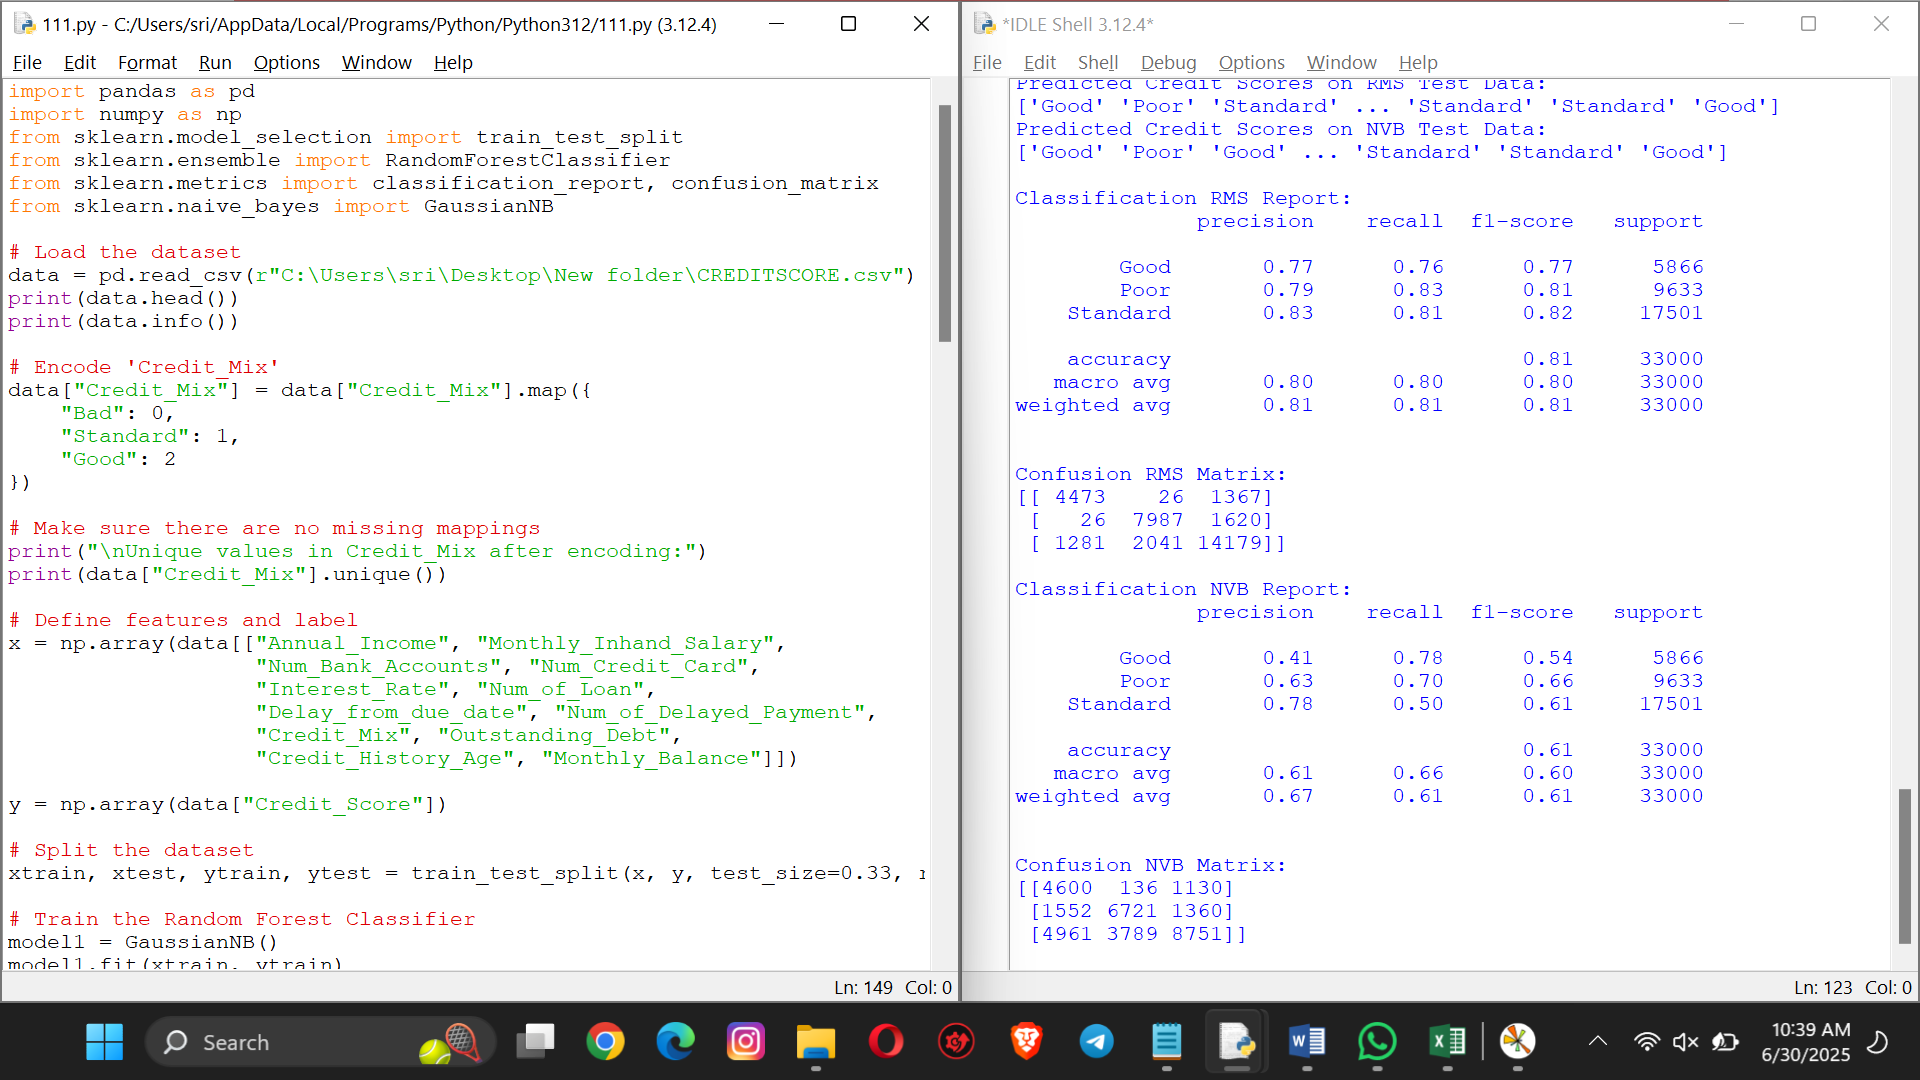 111.py - C:/Users/sri/AppData/Local/Programs/Python/Python312/111.py (3.12.4)
File Edit Format Run Options Window Help
import pandas as pd
import numpy as np
from sklearn.model_selection import train_test_split
from sklearn.ensemble import RandomForestClassifier
from sklearn.metrics import classification_report, confusion_matrix
from sklearn.naive_bayes import GaussianNB
# Load the dataset
data = pd.read_csv(r"C:\Users\sri\Desktop\New folder\CREDITSCORE.csv")
print(data.head())
print(data.info())
# Encode 'Credit_Mix'
data["Credit_Mix"] = data["Credit_Mix"].map({
    "Bad": 0,
    "Standard": 1,
    "Good": 2
})
# Make sure there are no missing mappings
print("\nUnique values in Credit_Mix after encoding:")
print(data["Credit_Mix"].unique())
# Define features and label
x = np.array(data[["Annual_Income", "Monthly_Inhand_Salary",
                   "Num_Bank_Accounts", "Num_Credit_Card",
                   "Interest_Rate", "Num_of_Loan",
                   "Delay_from_due_date", "Num_of_Delayed_Payment",
                   "Credit_Mix", "Outstanding_Debt",
                   "Credit_History_Age", "Monthly_Balance"]])
y = np.array(data["Credit_Score"])
# Split the dataset
xtrain, xtest, ytrain, ytest = train_test_split(x, y, test_size=0.33,
# Train the Random Forest Classifier
model1 = GaussianNB()
model1.fit(xtrain, ytrain)
Ln: 149 Col: 0
*IDLE Shell 3.12.4*
File Edit Shell Debug Options Window Help
Predicted Credit Scores on RMS Test Data:
['Good' 'Poor' 'Standard' ... 'Standard' 'Standard' 'Good']
Predicted Credit Scores on NVB Test Data:
['Good' 'Poor' 'Good' ... 'Standard' 'Standard' 'Good']
Classification RMS Report:
precision recall f1-score support
Good 0.77 0.76 0.77 5866
Poor 0.79 0.83 0.81 9633
Standard 0.83 0.81 0.82 17501
accuracy 0.81 33000
macro avg 0.80 0.80 0.80 33000
weighted avg 0.81 0.81 0.81 33000
Confusion RMS Matrix:
[[ 4473    26  1367]
 [   26  7987  1620]
 [ 1281  2041 14179]]
Classification NVB Report:
precision recall f1-score support
Good 0.41 0.78 0.54 5866
Poor 0.63 0.70 0.66 9633
Standard 0.78 0.50 0.61 17501
accuracy 0.61 33000
macro avg 0.61 0.66 0.60 33000
weighted avg 0.67 0.61 0.61 33000
Confusion NVB Matrix:
[[4600  136 1130]
 [1552 6721 1360]
 [4961 3789 8751]]
Ln: 123 Col: 0
Search
10:39 AM
6/30/2025